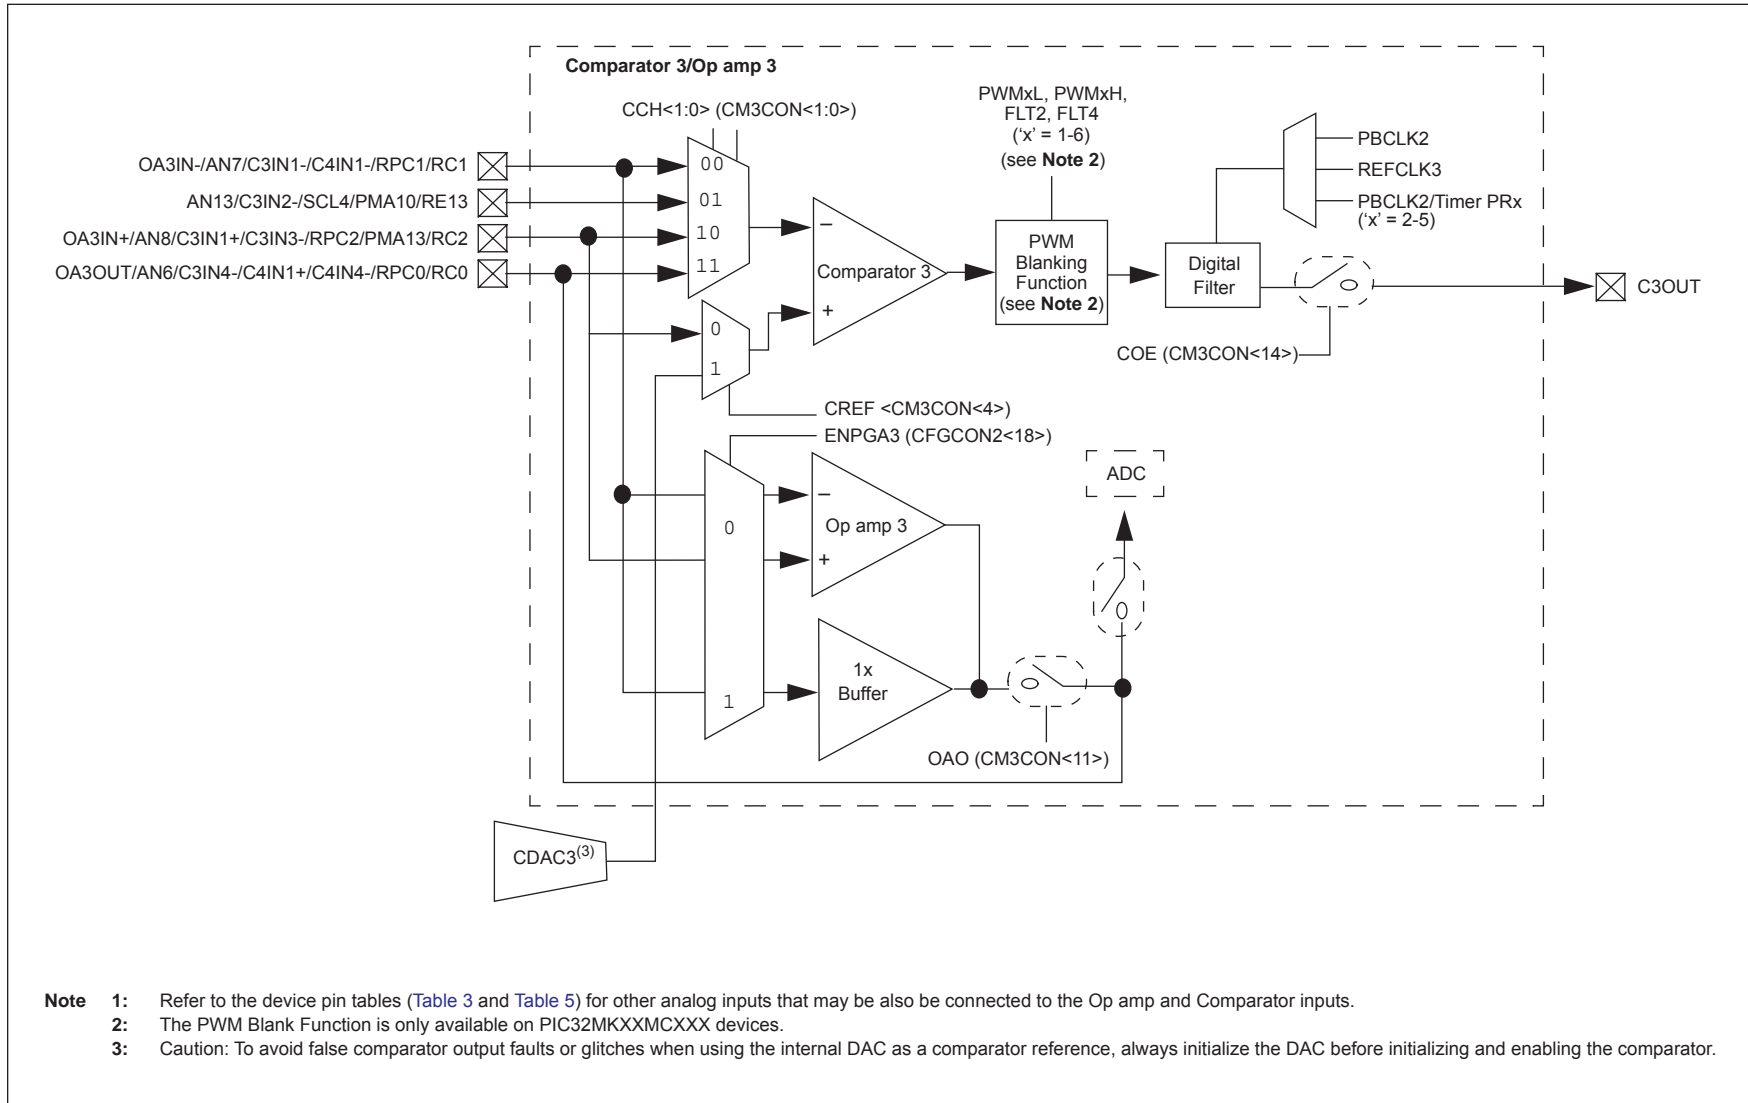 Comparator 3/Op amp 3
CCH<1:0> (CM3CON<1:0>)
PWMxL, PWMxH,
FLT2, FLT4
('x' = 1-6)
(see Note 2)
PBCLK2
REFCLK3
PBCLK2/Timer PRx
('x' = 2-5)
OA3IN-/AN7/C3IN1-/C4IN1-/RPC1/RC1
AN13/C3IN2-/SCL4/PMA10/RE13
OA3IN+/AN8/C3IN1+/C3IN3-/RPC2/PMA13/RC2
OA3OUT/AN6/C3IN4-/C4IN1+/C4IN4-/RPC0/RC0
00
01
10
11
–
Comparator 3
+
PWM
Blanking
Function
(see Note 2)
Digital
Filter
C3OUT
COE (CM3CON<14>)
0
1
CREF <CM3CON<4>)
ENPGA3 (CFGCON2<18>)
ADC
0
1
–
Op amp 3
+
1x
Buffer
OAO (CM3CON<11>)
CDAC3(3)
Note 1: Refer to the device pin tables (Table 3 and Table 5) for other analog inputs that may be also be connected to the Op amp and Comparator inputs.
2: The PWM Blank Function is only available on PIC32MKXXMCXXX devices.
3: Caution: To avoid false comparator output faults or glitches when using the internal DAC as a comparator reference, always initialize the DAC before initializing and enabling the comparator.